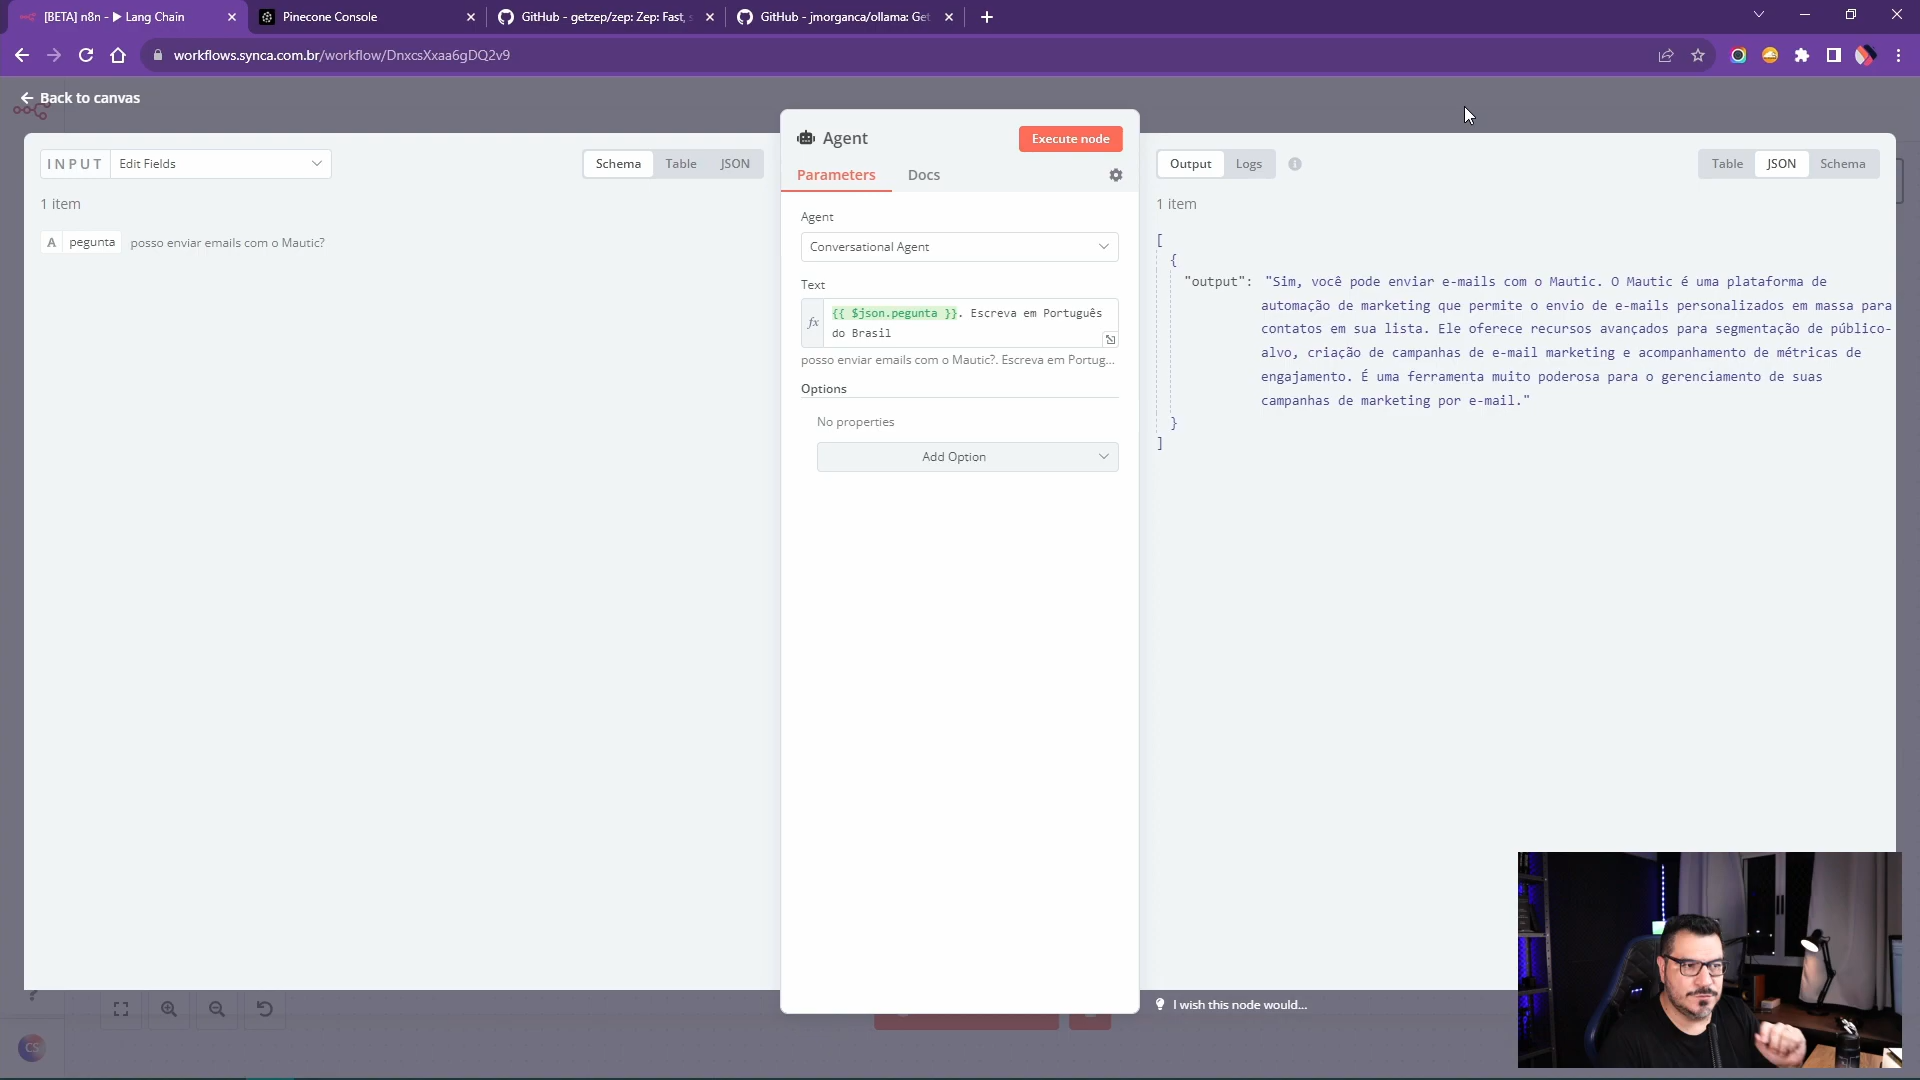 [BETA] n8n - ▶ Lang Chain
Pinecone Console
GitHub - getzep/zep: Zep: Fast, s
GitHub - jmorganca/ollama: Get
workflows.synca.com.br/workflow/DnxcsXxaa6gDQ2v9
Back to canvas
INPUT
Edit Fields
Schema
Table
JSON
1 item
A pegunta posso enviar emails com o Mautic?
Agent
Execute node
Parameters
Docs
Agent
Conversational Agent
Text
fx
{{ $json.pegunta }}. Escreva em Português
do Brasil
posso enviar emails com o Mautic?. Escreva em Portug...
Options
No properties
Add Option
Output
Logs
Table
JSON
Schema
1 item
[
{
"output": "Sim, você pode enviar e-mails com o Mautic. O Mautic é uma plataforma de
automação de marketing que permite o envio de e-mails personalizados em massa para
contatos em sua lista. Ele oferece recursos avançados para segmentação de público-
alvo, criação de campanhas de e-mail marketing e acompanhamento de métricas de
engajamento. É uma ferramenta muito poderosa para o gerenciamento de suas
campanhas de marketing por e-mail."
}
]
I wish this node would...
CS